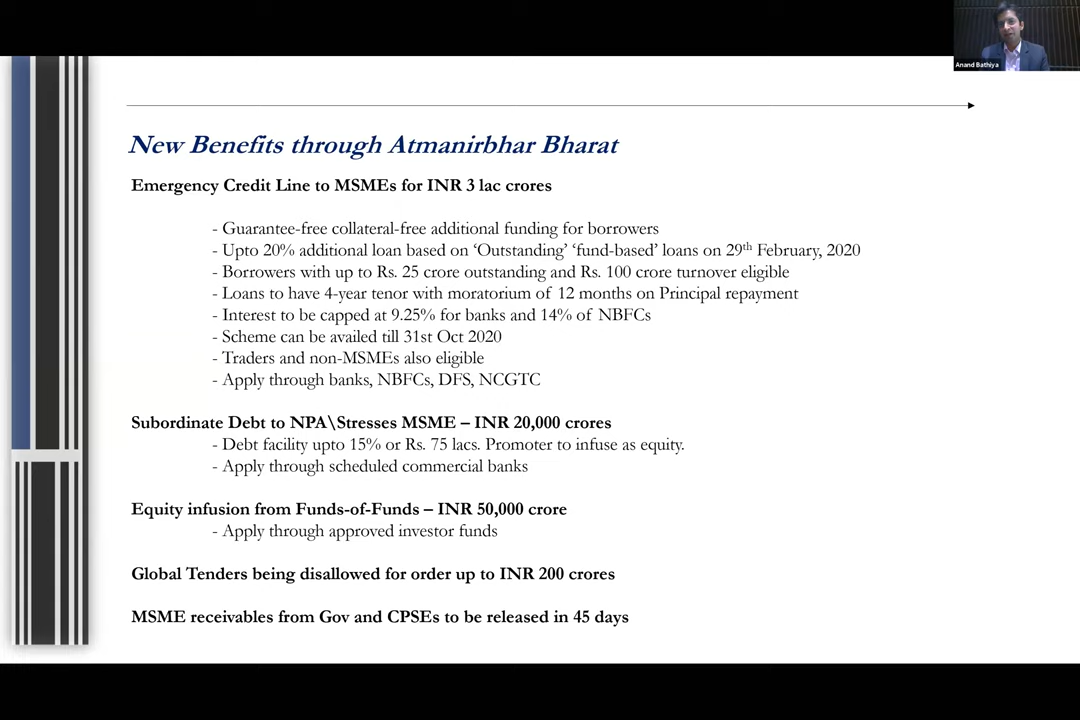 Anand Bathiya
New Benefits through Atmanirbhar Bharat
Emergency Credit Line to MSMEs for INR 3 lac crores
- Guarantee-free collateral-free additional funding for borrowers
- Upto 20% additional loan based on ‘Outstanding’ ‘fund-based’ loans on 29th February, 2020
- Borrowers with up to Rs. 25 crore outstanding and Rs. 100 crore turnover eligible
- Loans to have 4-year tenor with moratorium of 12 months on Principal repayment
- Interest to be capped at 9.25% for banks and 14% of NBFCs
- Scheme can be availed till 31st Oct 2020
- Traders and non-MSMEs also eligible
- Apply through banks, NBFCs, DFS, NCGTC
Subordinate Debt to NPA\Stresses MSME – INR 20,000 crores
- Debt facility upto 15% or Rs. 75 lacs. Promoter to infuse as equity.
- Apply through scheduled commercial banks
Equity infusion from Funds-of-Funds – INR 50,000 crore
- Apply through approved investor funds
Global Tenders being disallowed for order up to INR 200 crores
MSME receivables from Gov and CPSEs to be released in 45 days